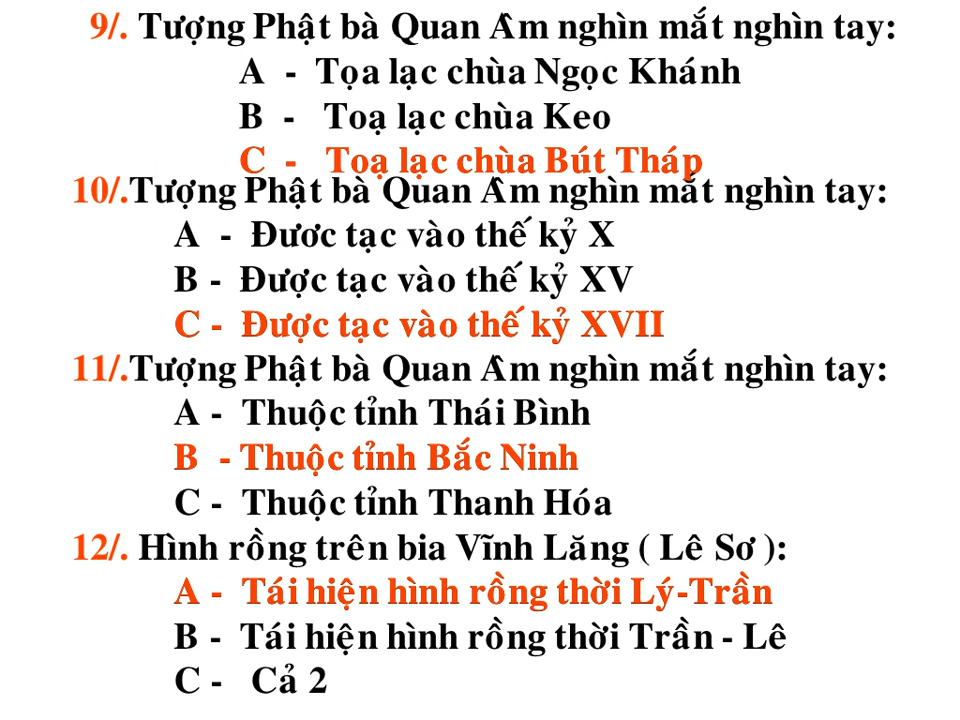 9/. Tượng Phật bà Quan Âm nghìn mắt nghìn tay:
A - Tọa lạc chùa Ngọc Khánh
B - Toạ lạc chùa Keo
C - Toạ lạc chùa Bút Tháp
10/.Tượng Phật bà Quan Âm nghìn mắt nghìn tay:
A - Đươc tạc vào thế kỷ X
B - Được tạc vào thế kỷ XV
C - Được tạc vào thế kỷ XVII
11/.Tượng Phật bà Quan Âm nghìn mắt nghìn tay:
A - Thuộc tỉnh Thái Bình
B - Thuộc tỉnh Bắc Ninh
C - Thuộc tỉnh Thanh Hóa
12/. Hình rồng trên bia Vĩnh Lăng ( Lê Sơ ):
A - Tái hiện hình rồng thời Lý-Trần
B - Tái hiện hình rồng thời Trần - Lê
C - Cả 2